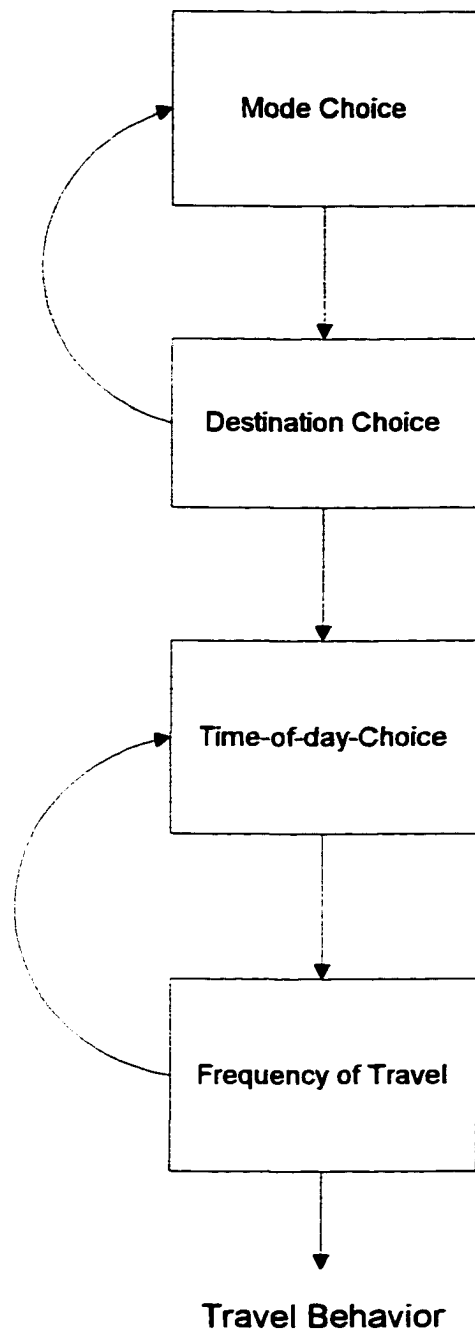 Mode Choice
Destination Choice
Time-of-day-Choice
Frequency of Travel
Travel Behavior